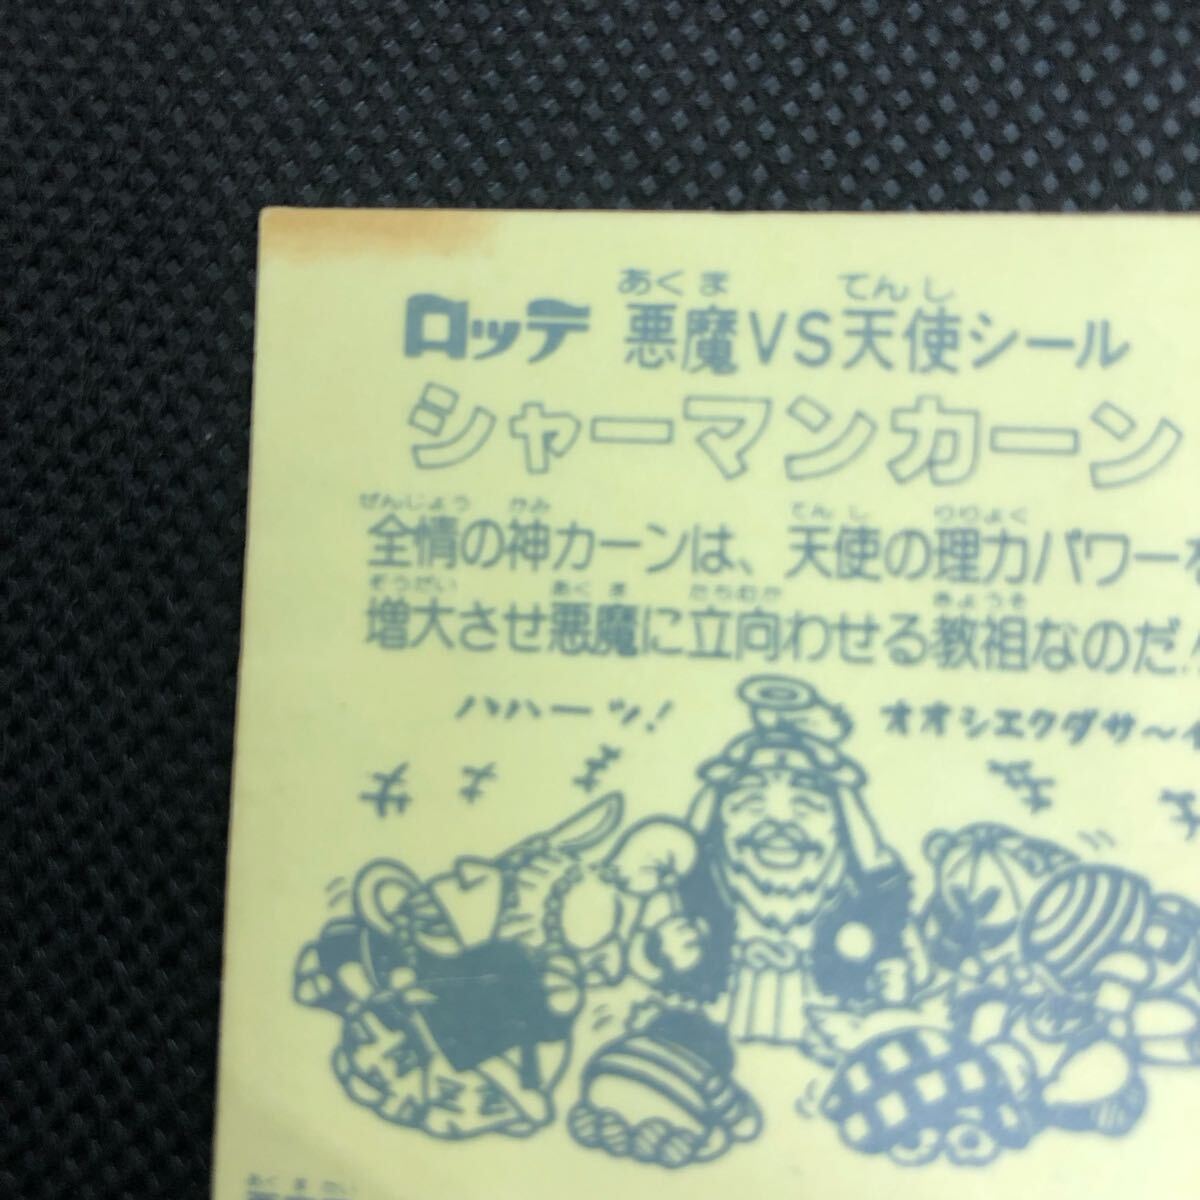 あくま てんし
ロッテ 悪魔VS天使シール
シャーマンカーン
ぜんじょう かみ てんし りりょく
全情の神カーンは、天使の理力パワーを
ぞうだい あくま たちむか きょうそ
増大させ悪魔に立向わせる教祖なのだ!
ハハーッ! オオシエクダサ〜イ
あくまかい